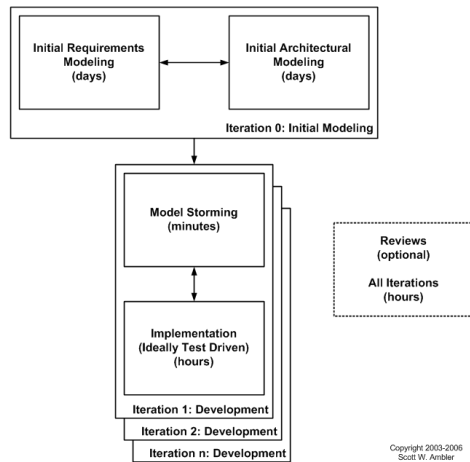 Initial Requirements
Modeling
(days)
Initial Architectural
Modeling
(days)
Iteration 0: Initial Modeling
Model Storming
(minutes)
Reviews
(optional)
All Iterations
(hours)
Implementation
(Ideally Test Driven)
(hours)
Iteration 1: Development
Iteration 2: Development
Iteration n: Development
Copyright 2003-2006
Scott W. Ambler